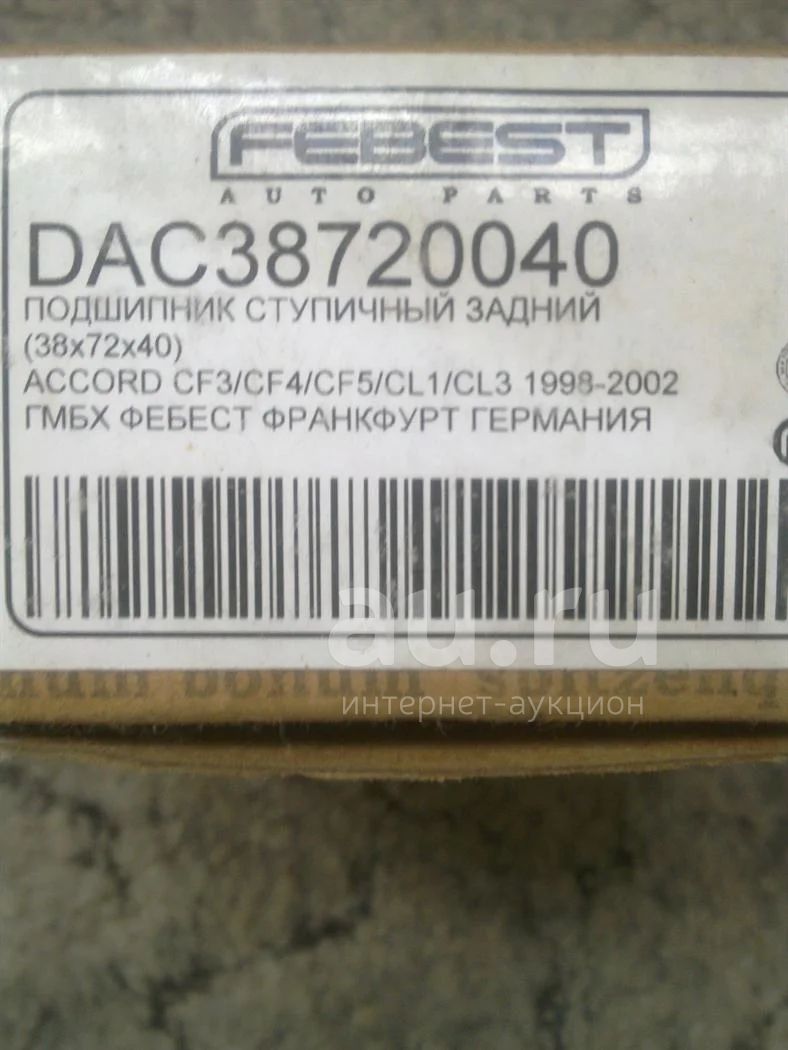 FEBEST
AUTO PARTS
DAC38720040
ПОДШИПНИК СТУПИЧНЫЙ ЗАДНИЙ
(38x72x40)
ACCORD CF3/CF4/CF5/CL1/CL3 1998-2002
ГМБХ ФЕБЕСТ ФРАНКФУРТ ГЕРМАНИЯ
au.ru
bonum
интернет-аукцион